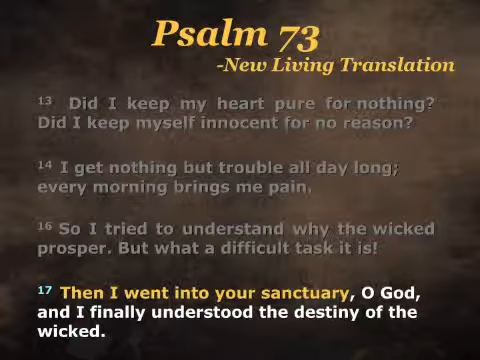 Psalm 73
-New Living Translation
13 Did I keep my heart pure for nothing?
Did I keep myself innocent for no reason?
14 I get nothing but trouble all day long;
every morning brings me pain.
16 So I tried to understand why the wicked
prosper. But what a difficult task it is!
17 Then I went into your sanctuary, O God,
and I finally understood the destiny of the
wicked.